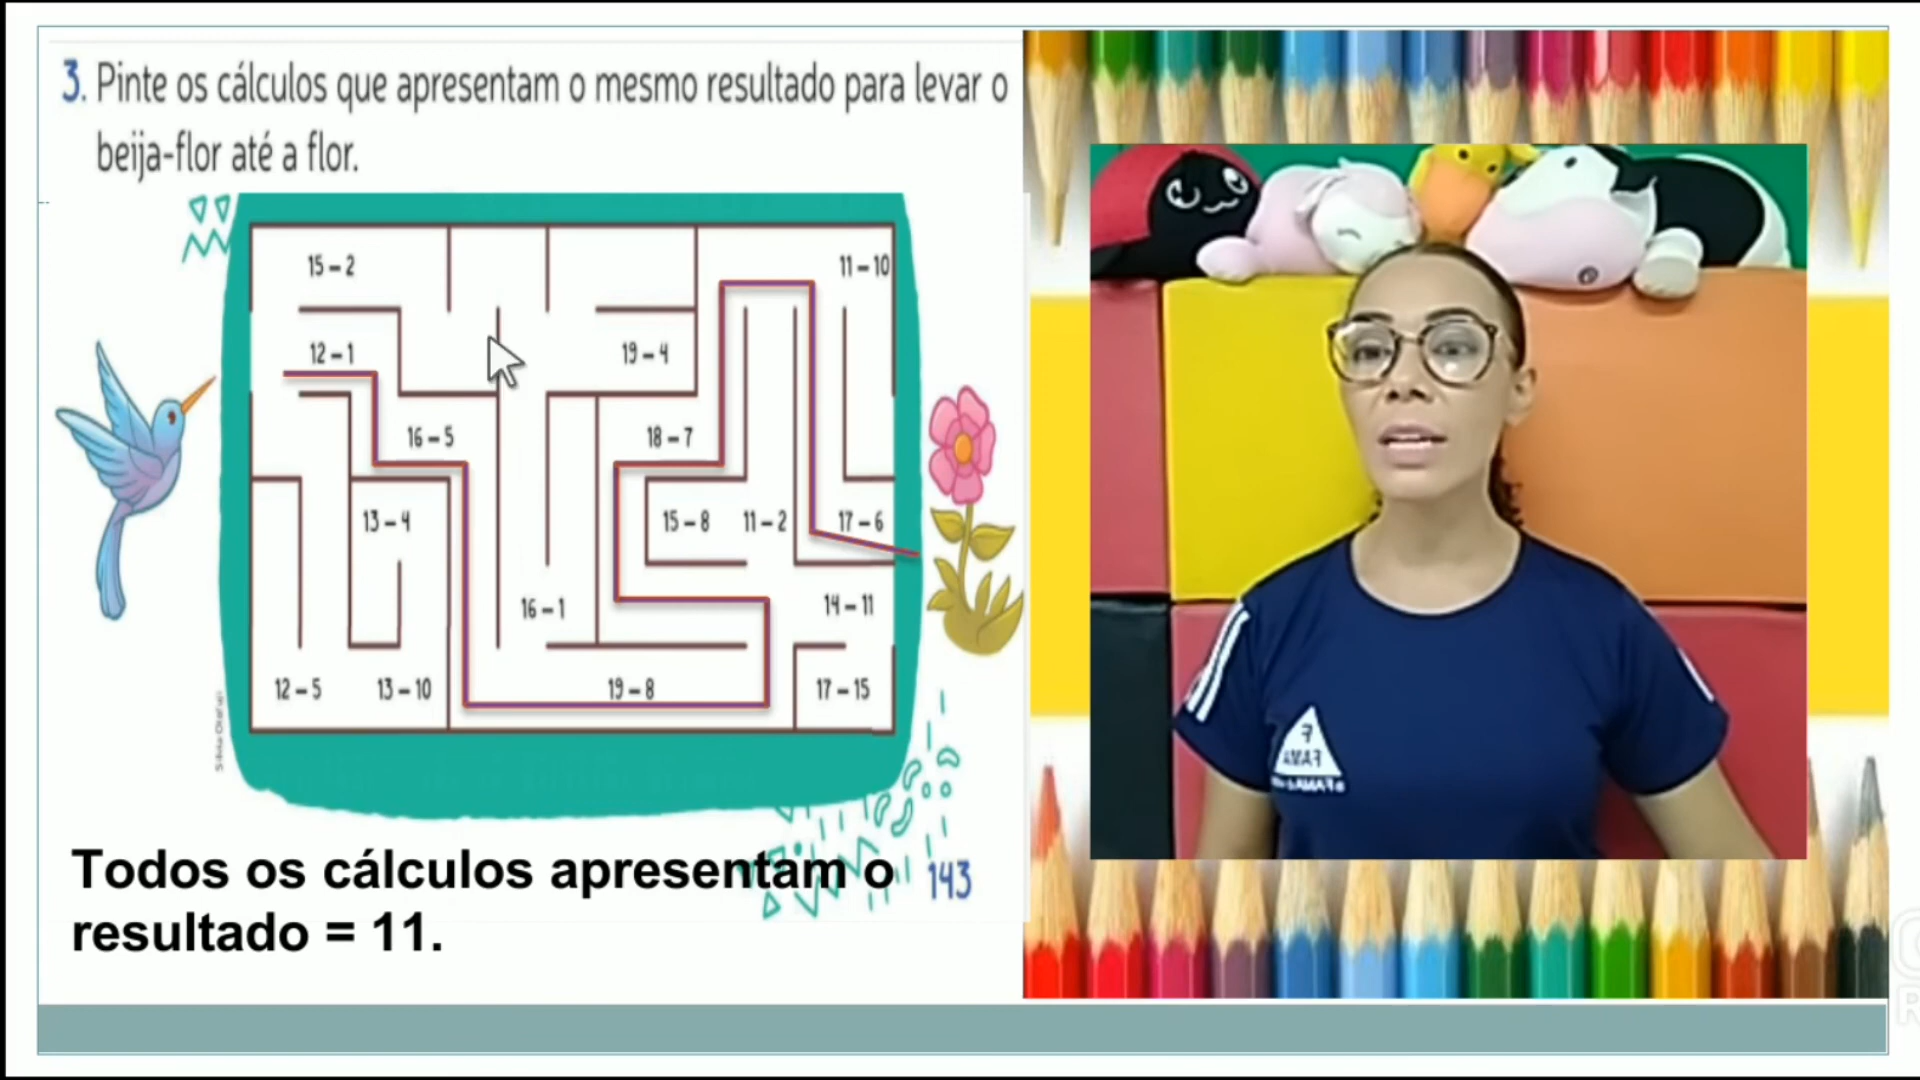 3. Pinte os cálculos que apresentam o mesmo resultado para levar o
beija-flor até a flor.
15 – 2
11 – 10
12 – 1
19 – 4
16 – 5
18 – 7
13 – 4
15 – 8
11 – 2
17 – 6
16 – 1
14 – 11
12 – 5
13 – 10
19 – 8
17 – 15
Todos os cálculos apresentam o
resultado = 11.
143
FAMA